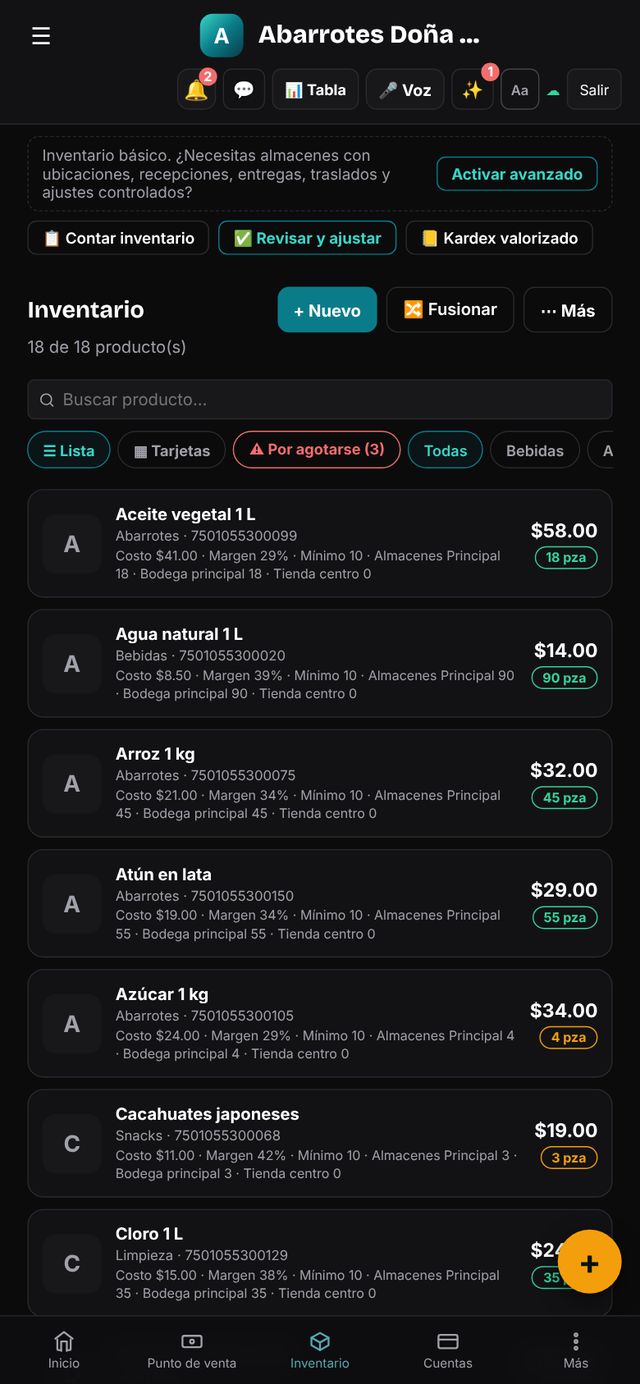 ☰
A
Abarrotes Doña ...
🔔 2
💬
📊 Tabla
🎤 Voz
✨ 1
Aa
Salir
Inventario básico. ¿Necesitas almacenes con
ubicaciones, recepciones, entregas, traslados y
ajustes controlados?
Activar avanzado
📋 Contar inventario
✅ Revisar y ajustar
📒 Kardex valorizado
Inventario
+ Nuevo
🔀 Fusionar
··· Más
18 de 18 producto(s)
Buscar producto...
☰ Lista
▦ Tarjetas
⚠ Por agotarse (3)
Todas
Bebidas
A
A
Aceite vegetal 1 L
Abarrotes · 7501055300099
Costo $41.00 · Margen 29% · Mínimo 10 · Almacenes Principal
18 · Bodega principal 18 · Tienda centro 0
$58.00
18 pza
A
Agua natural 1 L
Bebidas · 7501055300020
Costo $8.50 · Margen 39% · Mínimo 10 · Almacenes Principal 90
· Bodega principal 90 · Tienda centro 0
$14.00
90 pza
A
Arroz 1 kg
Abarrotes · 7501055300075
Costo $21.00 · Margen 34% · Mínimo 10 · Almacenes Principal
45 · Bodega principal 45 · Tienda centro 0
$32.00
45 pza
A
Atún en lata
Abarrotes · 7501055300150
Costo $19.00 · Margen 34% · Mínimo 10 · Almacenes Principal
55 · Bodega principal 55 · Tienda centro 0
$29.00
55 pza
A
Azúcar 1 kg
Abarrotes · 7501055300105
Costo $24.00 · Margen 29% · Mínimo 10 · Almacenes Principal 4
· Bodega principal 4 · Tienda centro 0
$34.00
4 pza
C
Cacahuates japoneses
Snacks · 7501055300068
Costo $11.00 · Margen 42% · Mínimo 10 · Almacenes Principal 3 ·
Bodega principal 3 · Tienda centro 0
$19.00
3 pza
C
Cloro 1 L
Limpieza · 7501055300129
Costo $15.00 · Margen 38% · Mínimo 10 · Almacenes Principal
35 · Bodega principal 35 · Tienda centro 0
35
+
Inicio
Punto de venta
Inventario
Cuentas
Más